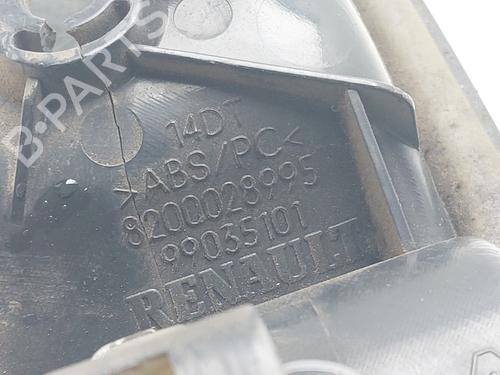 B-PARTS
14DT
>ABS/PC<
8200028995
99035101
RENAULT